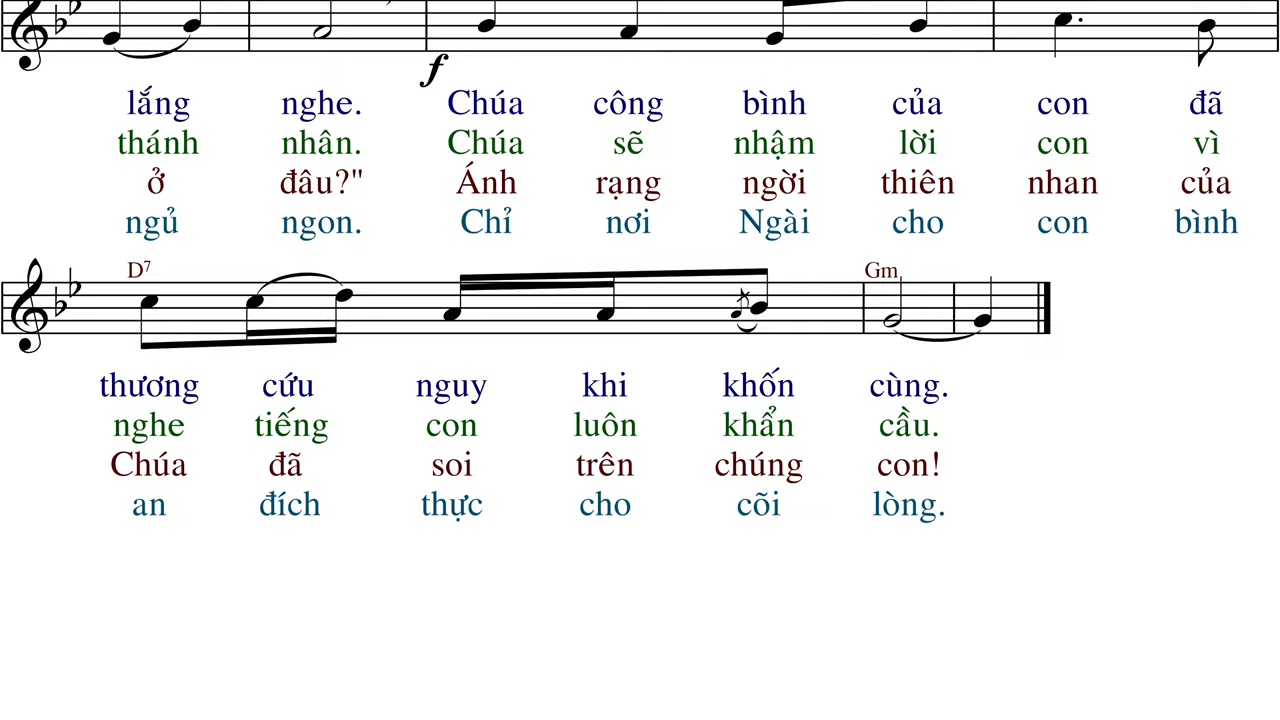 f
lắng nghe. Chúa công bình của con đã
thánh nhân. Chúa sẽ nhậm lời con vì
ở đâu?" Ánh rạng ngời thiên nhan của
ngủ ngon. Chỉ nơi Ngài cho con bình
D7 Gm
thương cứu nguy khi khốn cùng.
nghe tiếng con luôn khẩn cầu.
Chúa đã soi trên chúng con!
an đích thực cho cõi lòng.